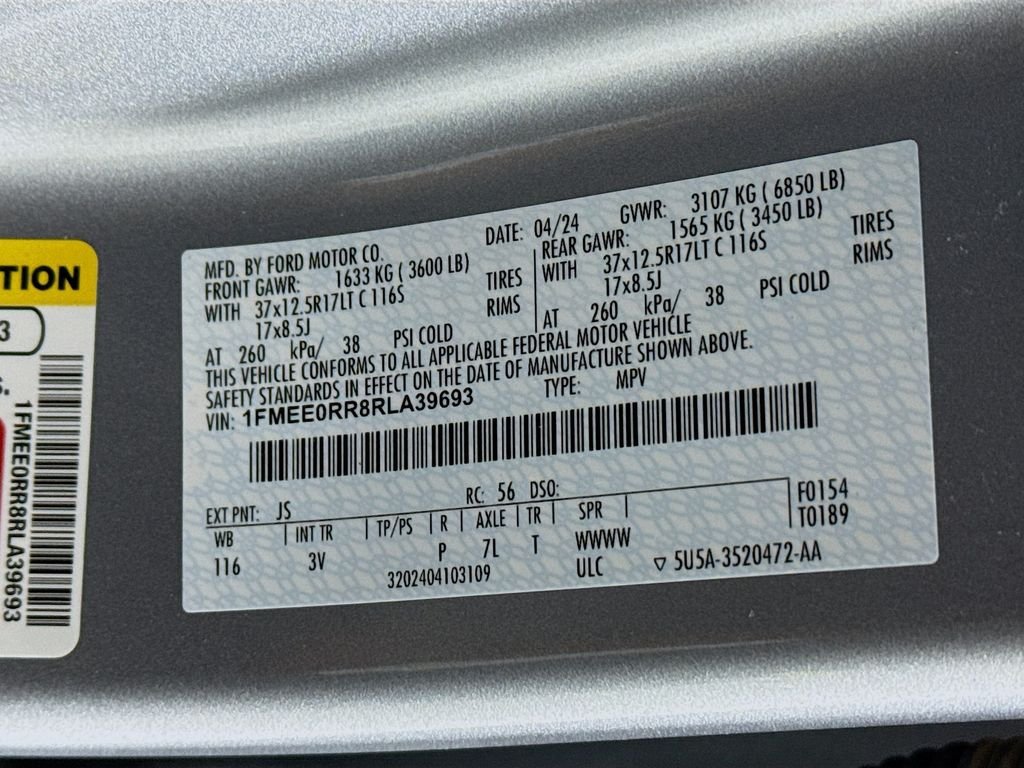 TION
3
S.
1FMEE0RR8RLA39693
MFD. BY FORD MOTOR CO.
DATE: 04/24
GVWR: 3107 KG ( 6850 LB)
FRONT GAWR: 1633 KG ( 3600 LB)
REAR GAWR: 1565 KG ( 3450 LB)
WITH 37x12.5R17LT C 116S TIRES
WITH 37x12.5R17LT C 116S TIRES
17x8.5J RIMS
17x8.5J RIMS
AT 260 kPa/ 38 PSI COLD
AT 260 kPa/ 38 PSI COLD
THIS VEHICLE CONFORMS TO ALL APPLICABLE FEDERAL MOTOR VEHICLE
SAFETY STANDARDS IN EFFECT ON THE DATE OF MANUFACTURE SHOWN ABOVE.
VIN: 1FMEE0RR8RLA39693 TYPE: MPV
EXT PNT: JS RC: 56 DSO:
WB INT TR TP/PS R AXLE TR SPR F0154
116 3V P 7L T WWWW T0189
3202404103109 ULC ▽ 5U5A-3520472-AA